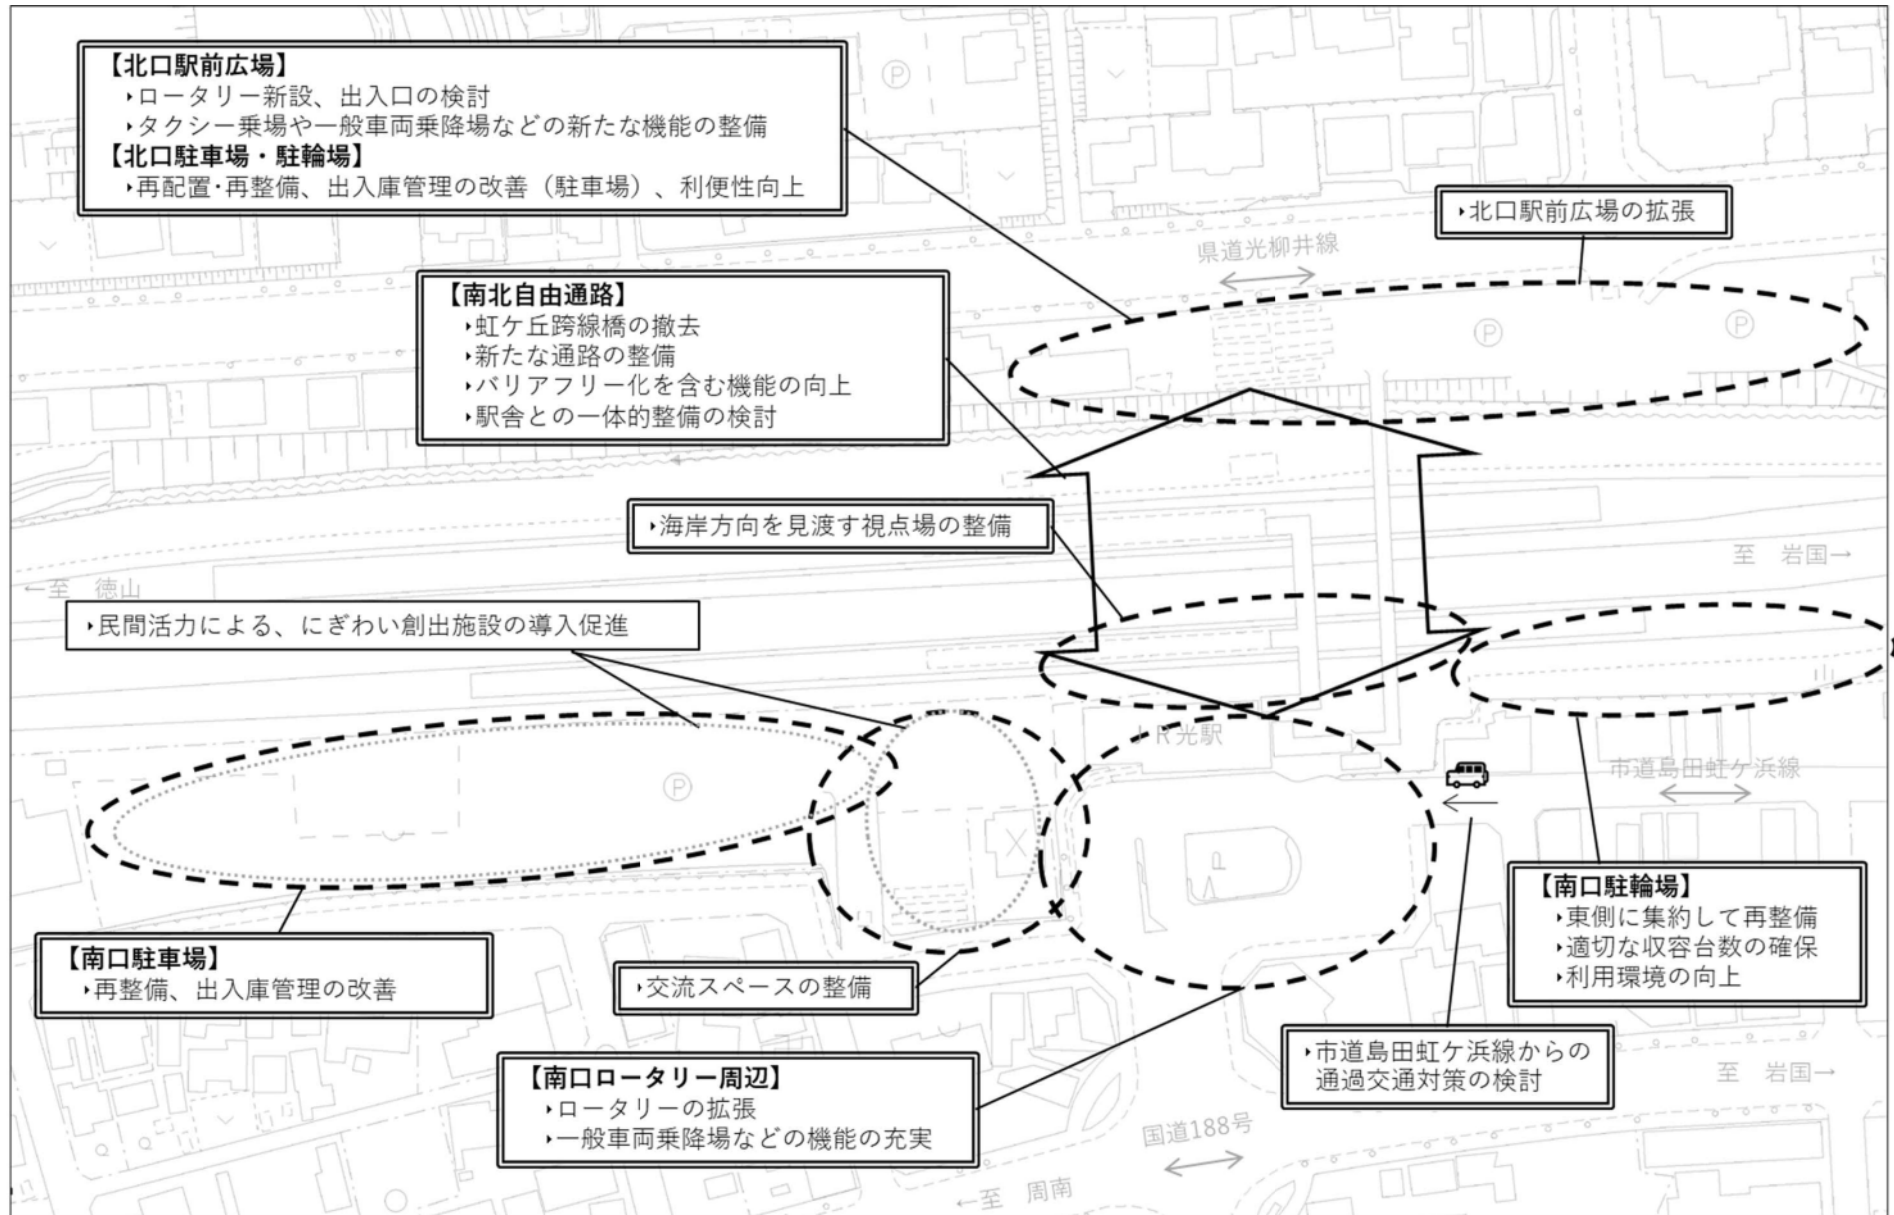 【北口駅前広場】
‣ロータリー新設、出入口の検討
‣タクシー乗場や一般車両乗降場などの新たな機能の整備
【北口駐車場・駐輪場】
‣再配置･再整備、出入庫管理の改善（駐車場）、利便性向上
Ⓟ
‣北口駅前広場の拡張
県道光柳井線
【南北自由通路】
‣虹ケ丘跨線橋の撤去
‣新たな通路の整備
‣バリアフリー化を含む機能の向上
‣駅舎との一体的整備の検討
Ⓟ
Ⓟ
‣海岸方向を見渡す視点場の整備
至　岩国→
←至　徳山
‣民間活力による、にぎわい創出施設の導入促進
ＪＲ光駅
市道島田虹ケ浜線
Ⓟ
【南口駐車場】
‣再整備、出入庫管理の改善
‣交流スペースの整備
【南口駐輪場】
‣東側に集約して再整備
‣適切な収容台数の確保
‣利用環境の向上
‣市道島田虹ケ浜線からの
通過交通対策の検討
【南口ロータリー周辺】
‣ロータリーの拡張
‣一般車両乗降場などの機能の充実
至　岩国→
国道188号
←至　周南